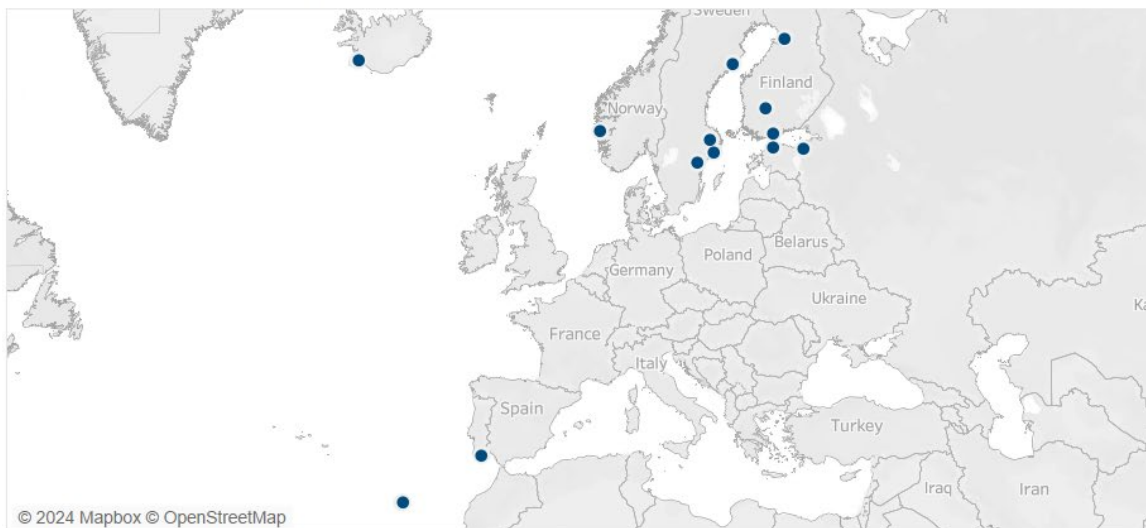 Sweden
Finland
Norway
Belarus
Poland
Germany
Ukraine
France
Italy
Spain
Turkey
Iraq
Iran
© 2024 Mapbox © OpenStreetMap